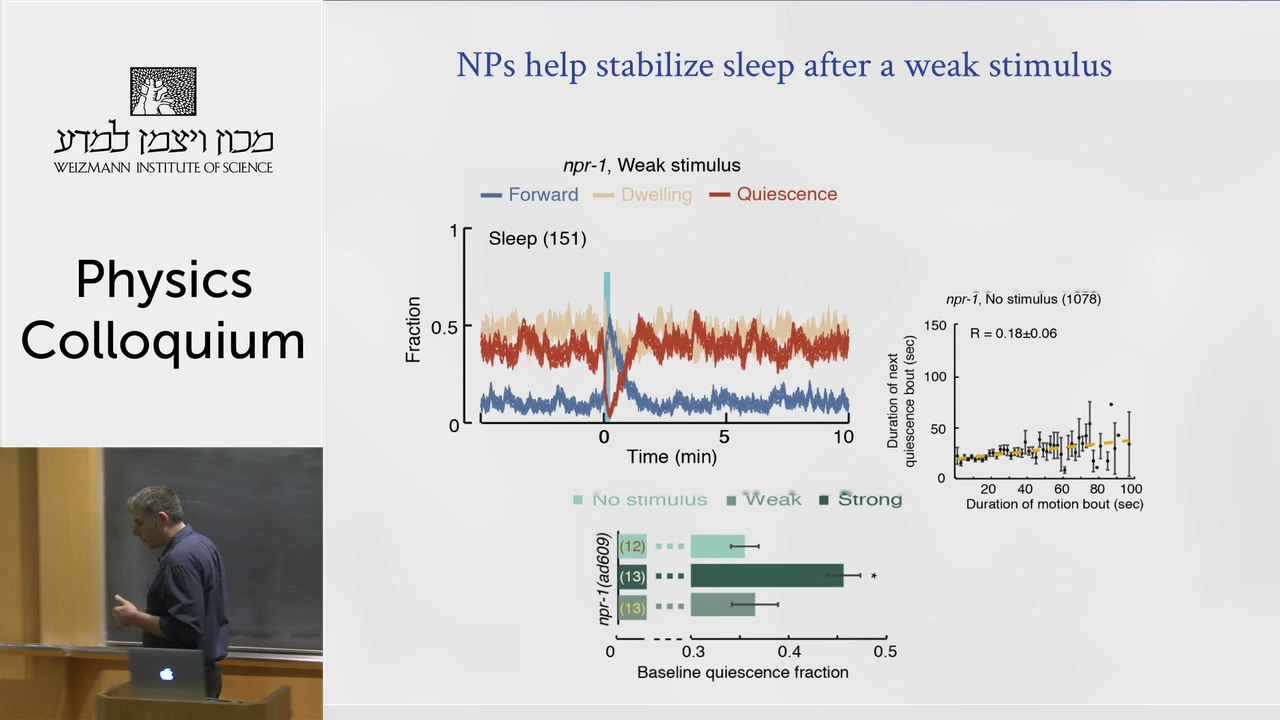 מכון ויצמן למדע
WEIZMANN INSTITUTE OF SCIENCE
Physics
Colloquium
NPs help stabilize sleep after a weak stimulus
npr-1, Weak stimulus
Forward Dwelling Quiescence
Sleep (151)
1
0.5
0
Fraction
0 5 10
Time (min)
npr-1, No stimulus (1078)
R = 0.18±0.06
150
100
50
0
Duration of next
quiescence bout (sec)
20 40 60 80 100
Duration of motion bout (sec)
No stimulus Weak Strong
npr-1(ad609)
(12)
(13) *
(13)
0 0.3 0.4 0.5
Baseline quiescence fraction